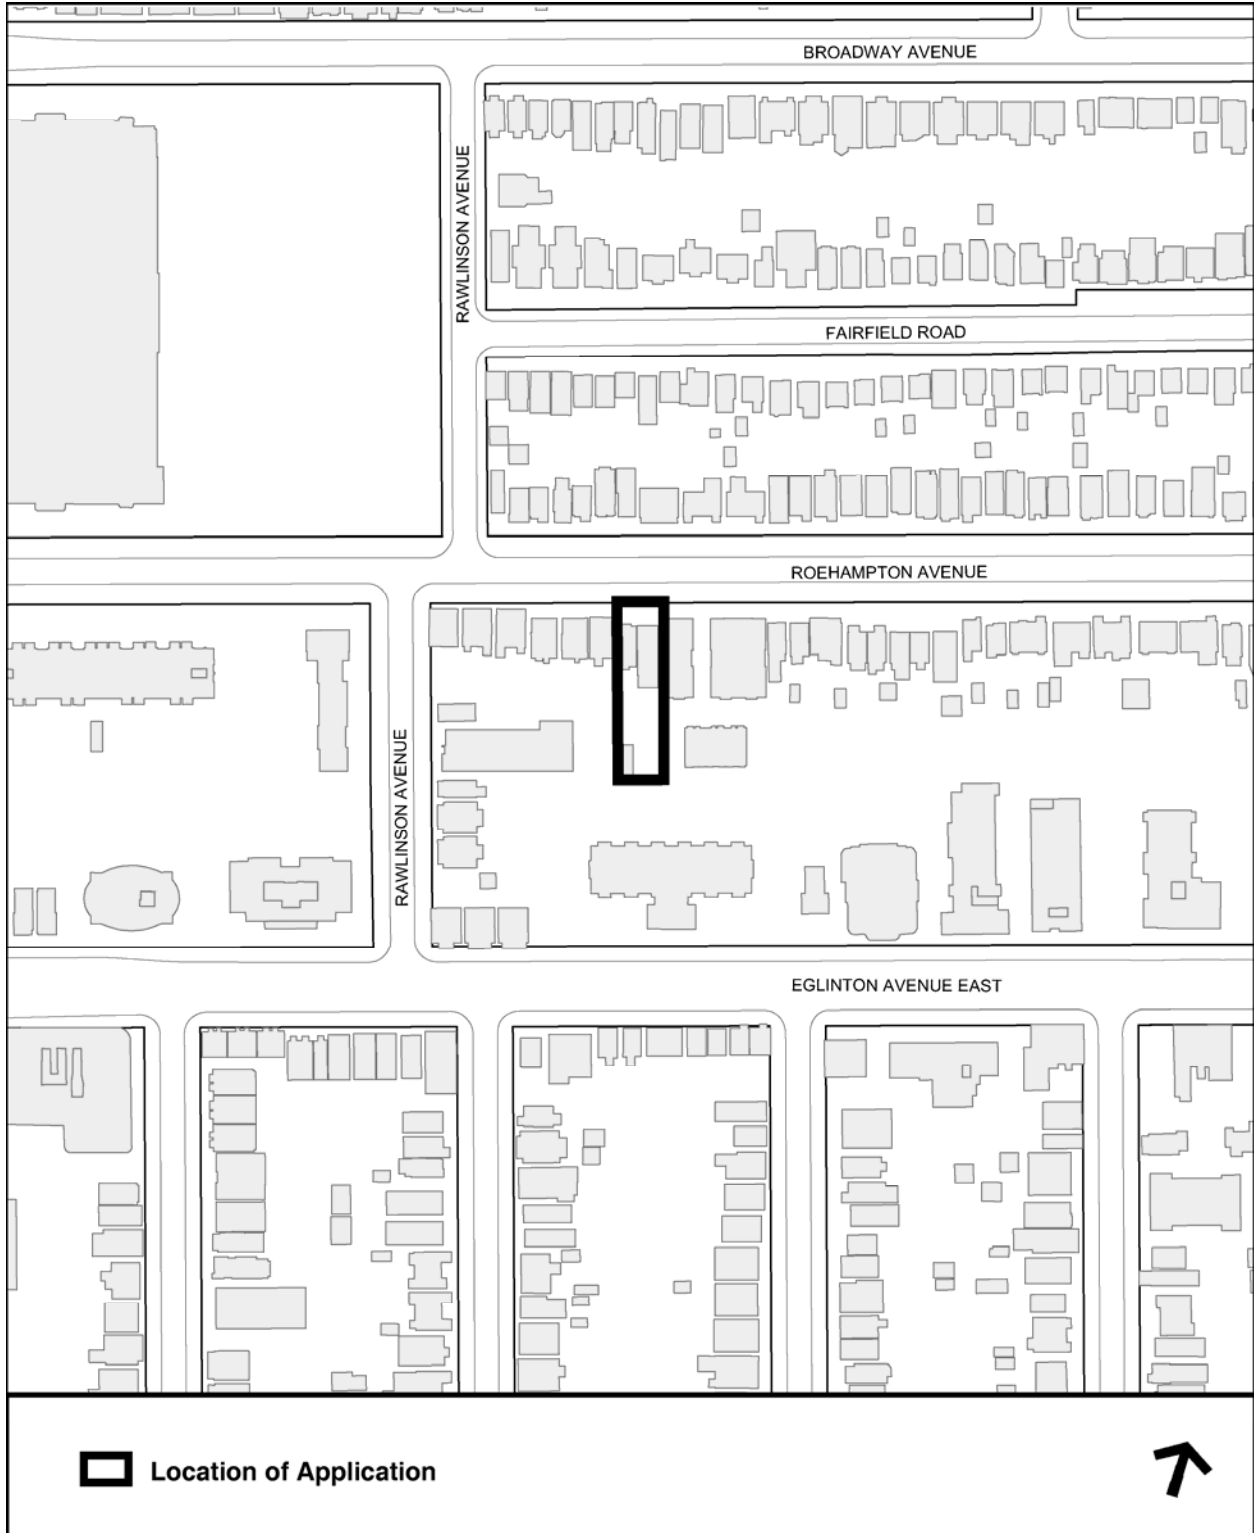 BROADWAY AVENUE
RAWLINSON AVENUE
FAIRFIELD ROAD
ROEHAMPTON AVENUE
RAWLINSON AVENUE
EGLINTON AVENUE EAST
Location of Application